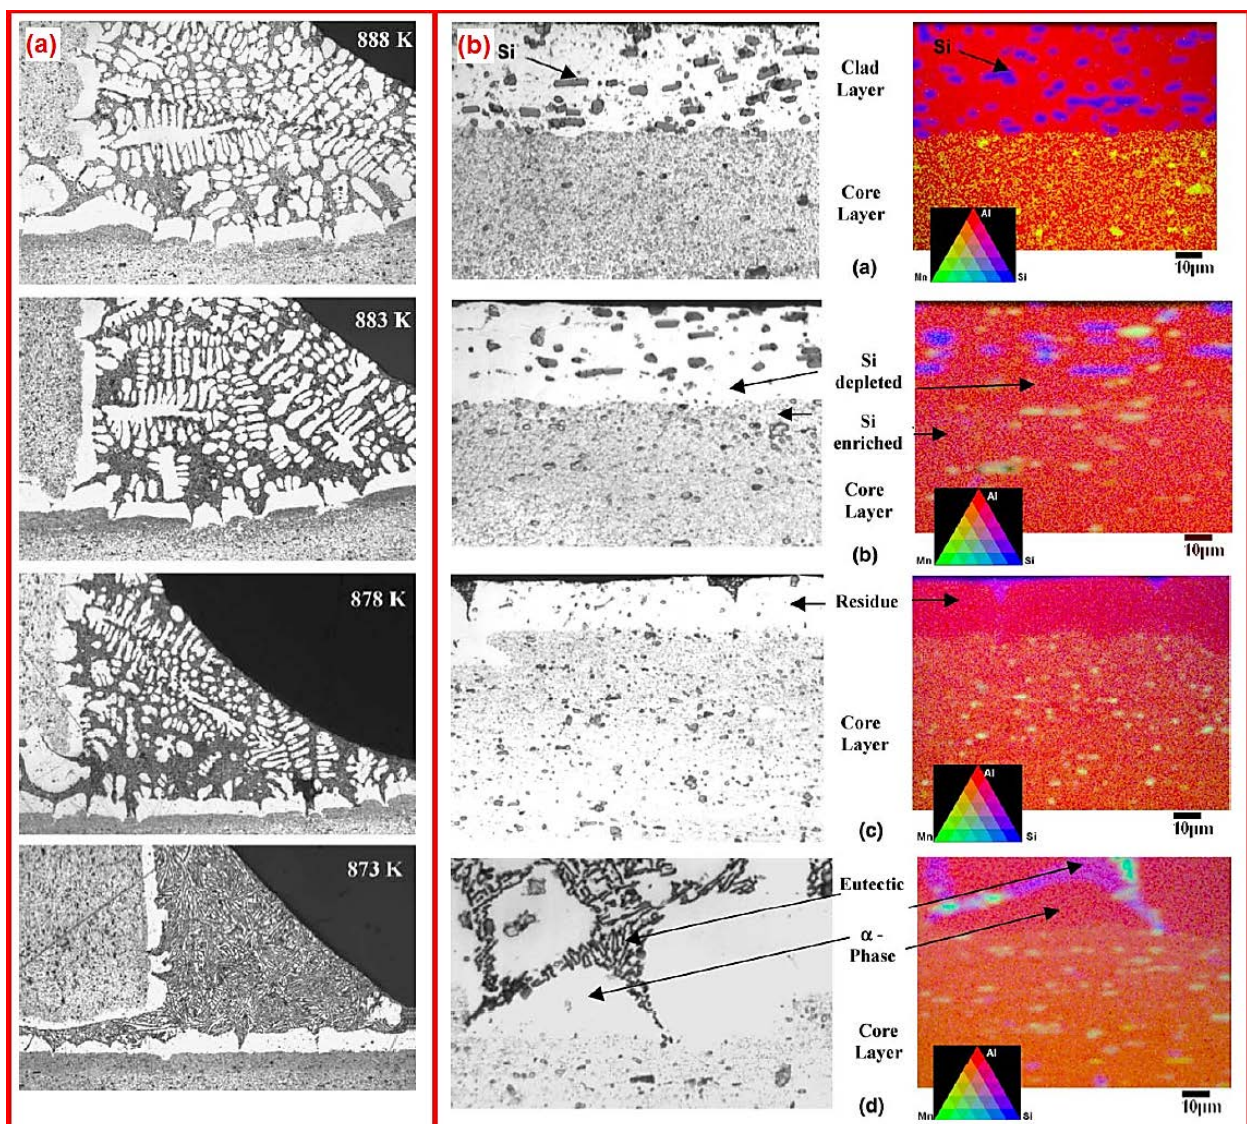 (a)
888 K
883 K
878 K
873 K
(b)
Si
Clad
Layer
Core
Layer
(a)
Si
Al
Mn
Si
10μm
Si
depleted
Si
enriched
Core
Layer
(b)
Al
Mn
Si
10μm
Residue
Core
Layer
(c)
Al
Mn
Si
10μm
Eutectic
α -
Phase
Core
Layer
(d)
Al
Mn
Si
10μm